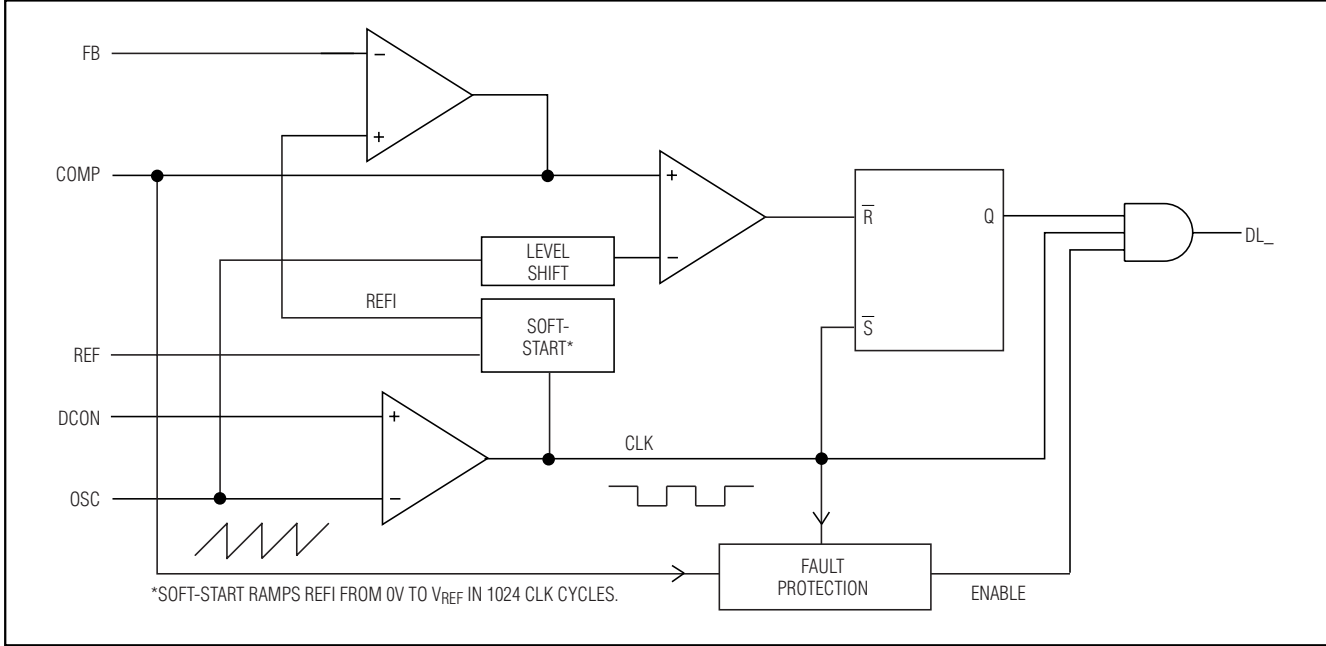 FB
−
+
COMP
+
−
R̅
Q
DL_
LEVEL
SHIFT
REFI
SOFT-
START*
S̅
REF
DCON
+
CLK
OSC
−
FAULT
PROTECTION
ENABLE
*SOFT-START RAMPS REFI FROM 0V TO VREF IN 1024 CLK CYCLES.